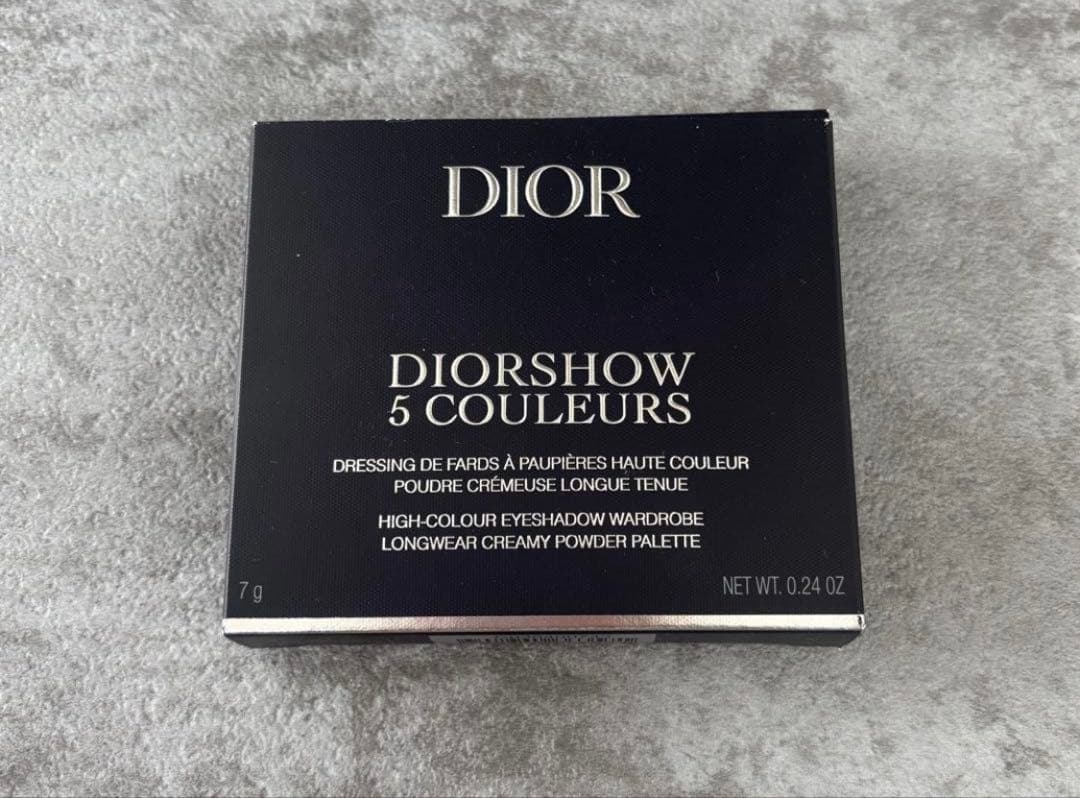 DIOR
DIORSHOW
5 COULEURS
DRESSING DE FARDS À PAUPIÈRES HAUTE COULEUR
POUDRE CRÉMEUSE LONGUE TENUE
HIGH-COLOUR EYESHADOW WARDROBE
LONGWEAR CREAMY POWDER PALETTE
7 g
NET WT. 0.24 OZ